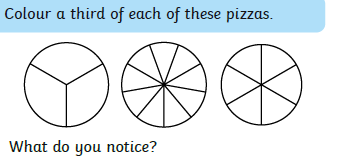 Colour a third of each of these pizzas.
What do you notice?